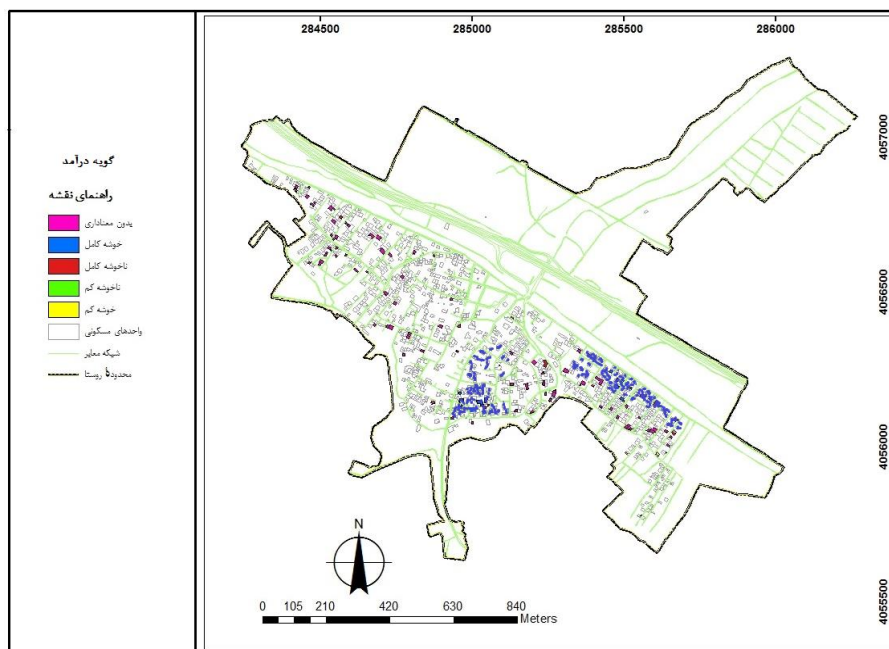 284500 285000 285500 286000
4057000
4056500
4056000
4055500
گویه درآمد
راهنمای نقشه
بدون معناداری
خوشه کامل
ناخوشه کامل
ناخوشه کم
خوشه کم
واحدهای مسکونی
شبکه معابر
محدودهٔ روستا
N
0 105 210 420 630 840
Meters